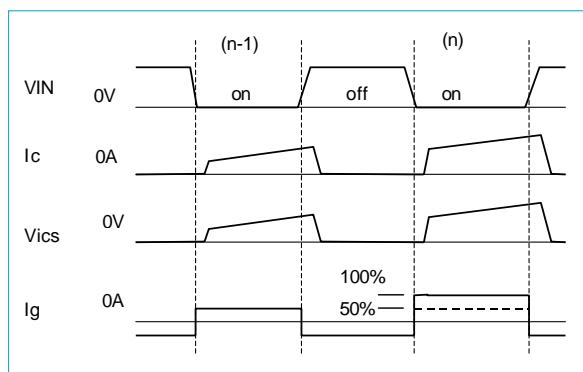 (n-1)
(n)
VIN
0V
on
off
on
Ic
0A
Vics
0V
100%
50%
Ig
0A